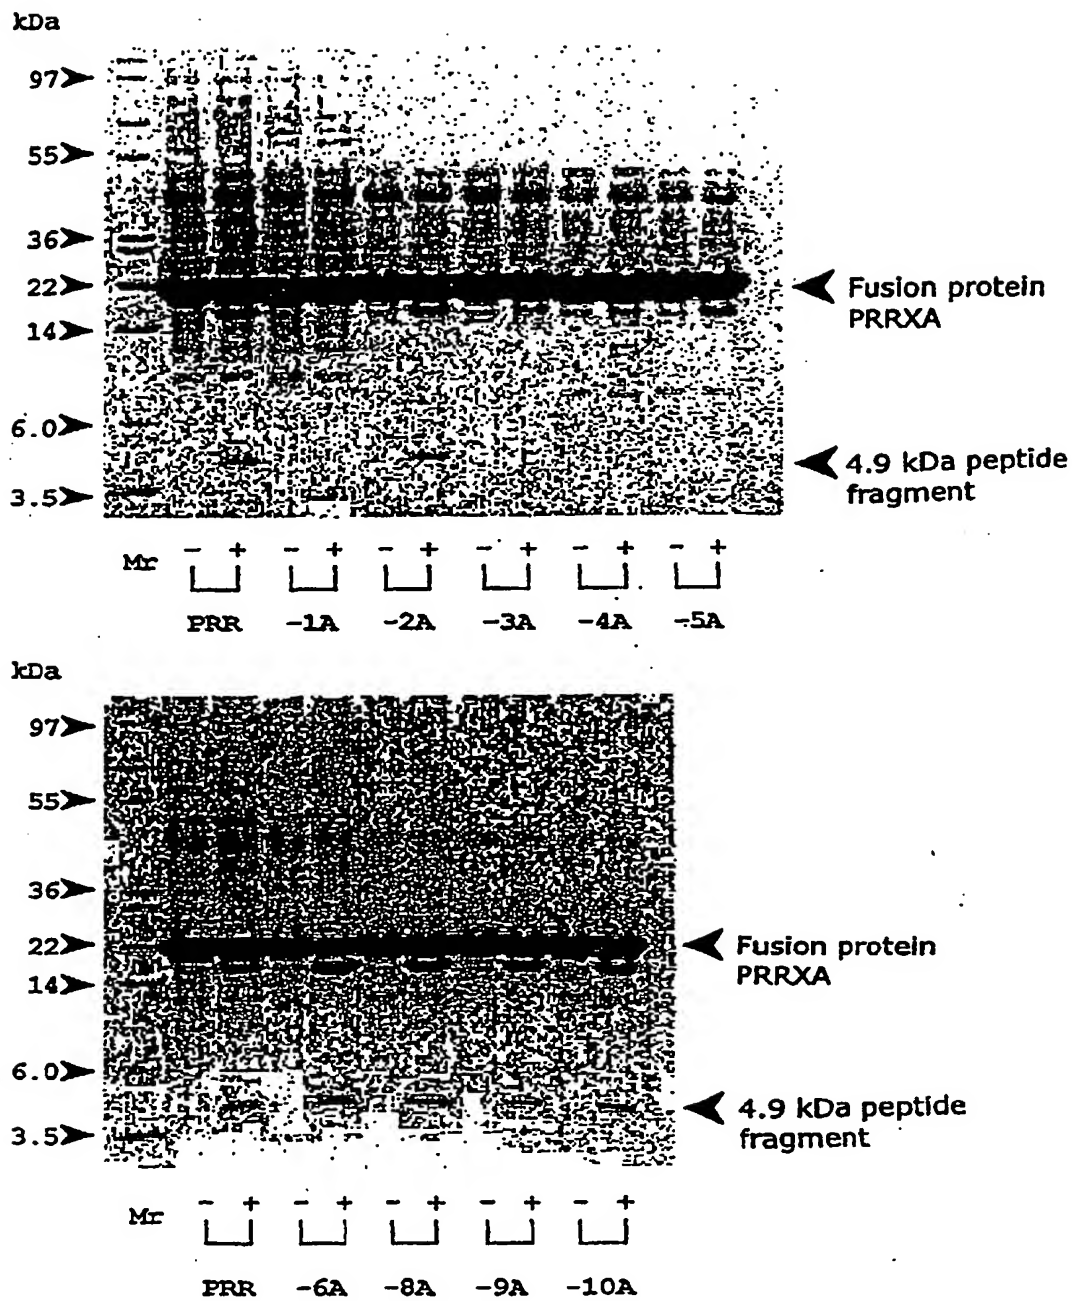 kDa
97
55
36
22
14
6.0
3.5
Fusion protein
PRRXA
4.9 kDa peptide
fragment
Mr - + - + - + - + - + - +
PRR -1A -2A -3A -4A -5A
kDa
97
55
36
22
14
6.0
3.5
Fusion protein
PRRXA
4.9 kDa peptide
fragment
Mr - + - + - + - + - +
PRR -6A -8A -9A -10A